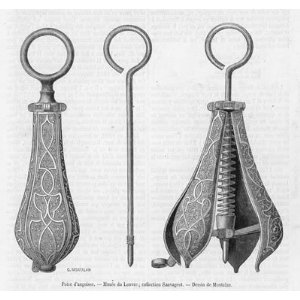 Poire d'angoisse. — Musée du Louvre; collection Sauvageot. — Dessin de Montalan.